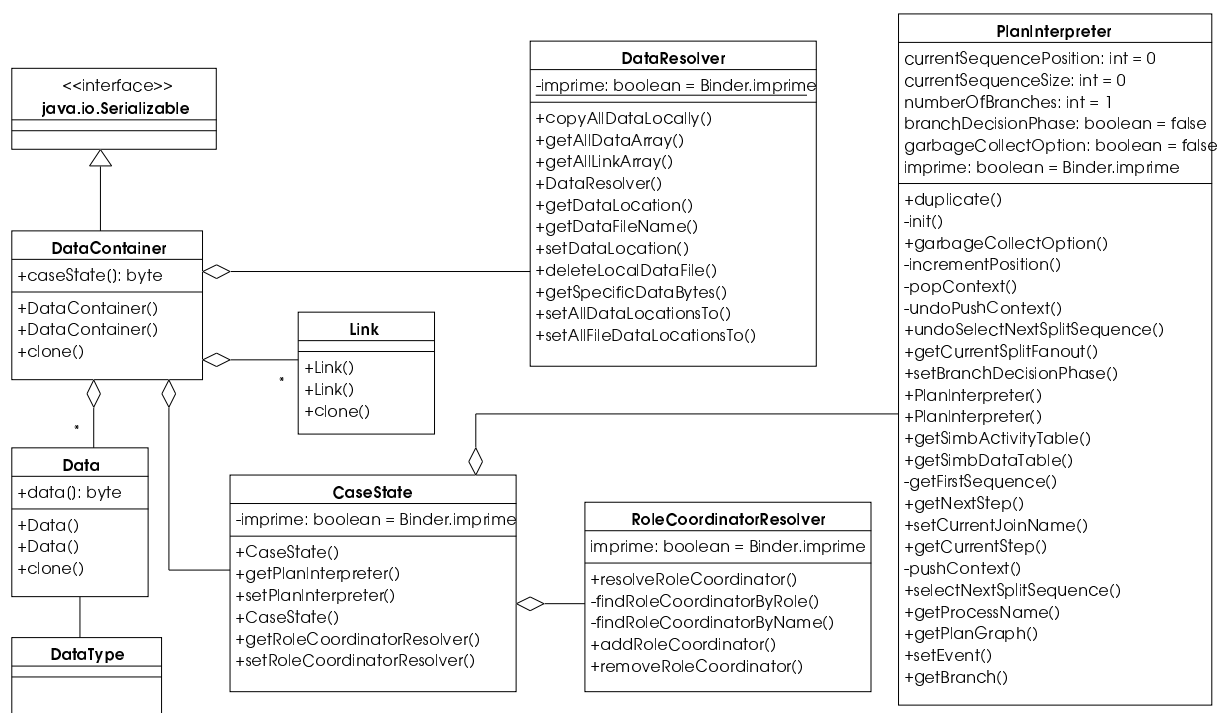 <<interface>>
java.io.Serializable
DataContainer
+caseState(): byte
+DataContainer()
+DataContainer()
+clone()
*
Data
+data(): byte
+Data()
+Data()
+clone()
DataType
Link
+Link()
+Link()
+clone()
*
DataResolver
-imprime: boolean = Binder.imprime
+copyAllDataLocally()
+getAllDataArray()
+getAllLinkArray()
+DataResolver()
+getDataLocation()
+getDataFileName()
+setDataLocation()
+deleteLocalDataFile()
+getSpecificDataBytes()
+setAllDataLocationsTo()
+setAllFileDataLocationsTo()
CaseState
-imprime: boolean = Binder.imprime
+CaseState()
+getPlanInterpreter()
+setPlanInterpreter()
+CaseState()
+getRoleCoordinatorResolver()
+setRoleCoordinatorResolver()
RoleCoordinatorResolver
imprime: boolean = Binder.imprime
+resolveRoleCoordinator()
-findRoleCoordinatorByRole()
-findRoleCoordinatorByName()
+addRoleCoordinator()
+removeRoleCoordinator()
PlanInterpreter
currentSequencePosition: int = 0
currentSequenceSize: int = 0
numberOfBranches: int = 1
branchDecisionPhase: boolean = false
garbageCollectOption: boolean = false
imprime: boolean = Binder.imprime
+duplicate()
-init()
+garbageCollectOption()
-incrementPosition()
-popContext()
-undoPushContext()
+undoSelectNextSplitSequence()
+getCurrentSplitFanout()
+setBranchDecisionPhase()
+PlanInterpreter()
+PlanInterpreter()
+getSimbActivityTable()
+getSimbDataTable()
-getFirstSequence()
+getNextStep()
+setCurrentJoinName()
+getCurrentStep()
-pushContext()
+selectNextSplitSequence()
+getProcessName()
+getPlanGraph()
+setEvent()
+getBranch()